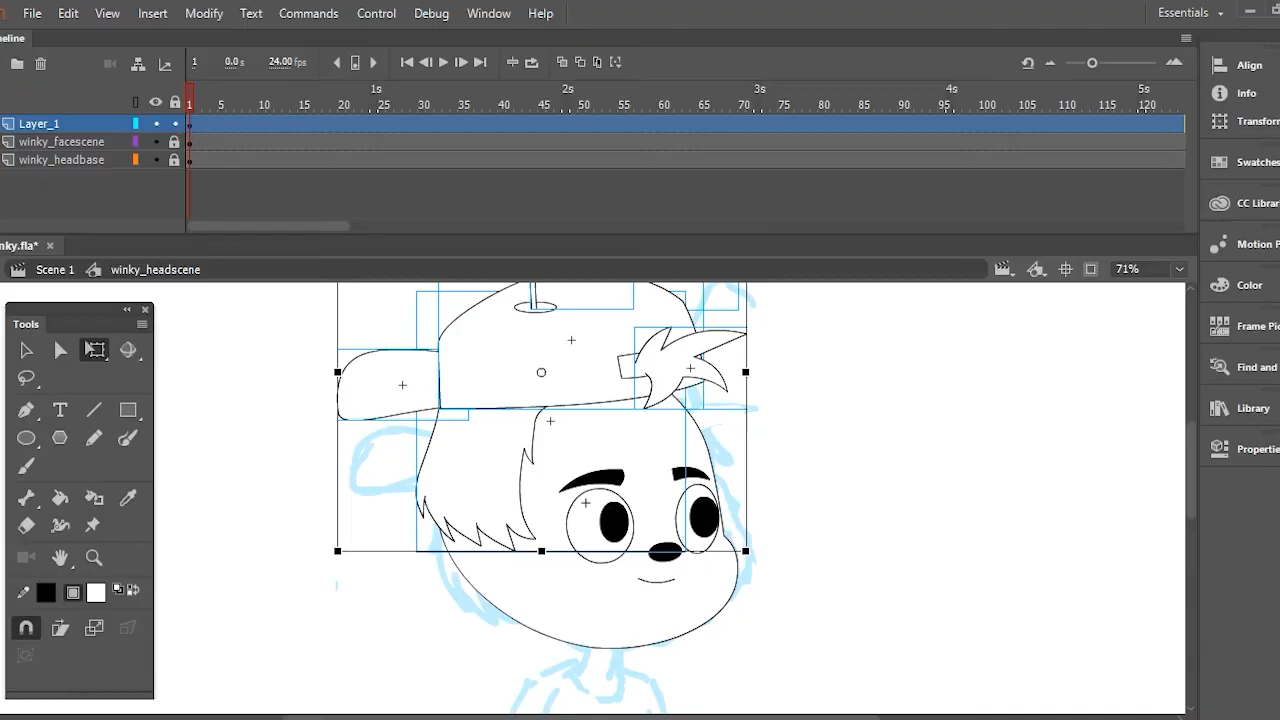 File Edit View Insert Modify Text Commands Control Debug Window Help Essentials
eline
1 0.0 s 24.00 fps
1s 2s 3s 4s 5s
1 5 10 15 20 25 30 35 40 45 50 55 60 65 70 75 80 85 90 95 100 105 110 115 120
Layer_1
winky_facescene
winky_headbase
nky.fla*
Scene 1 winky_headscene 71%
Tools
Align
Info
Transforn
Swatches
CC Librar
Motion P
Color
Frame Pic
Find and
Library
Propertie